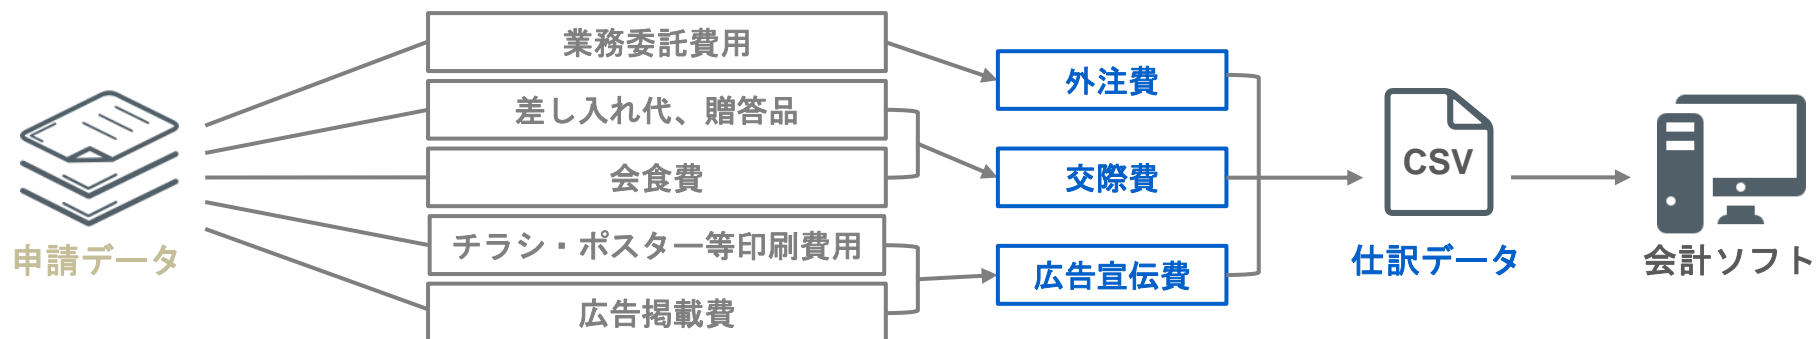 申請データ
業務委託費用
差し入れ代、贈答品
会食費
チラシ・ポスター等印刷費用
広告掲載費
外注費
交際費
広告宣伝費
CSV
仕訳データ
会計ソフト